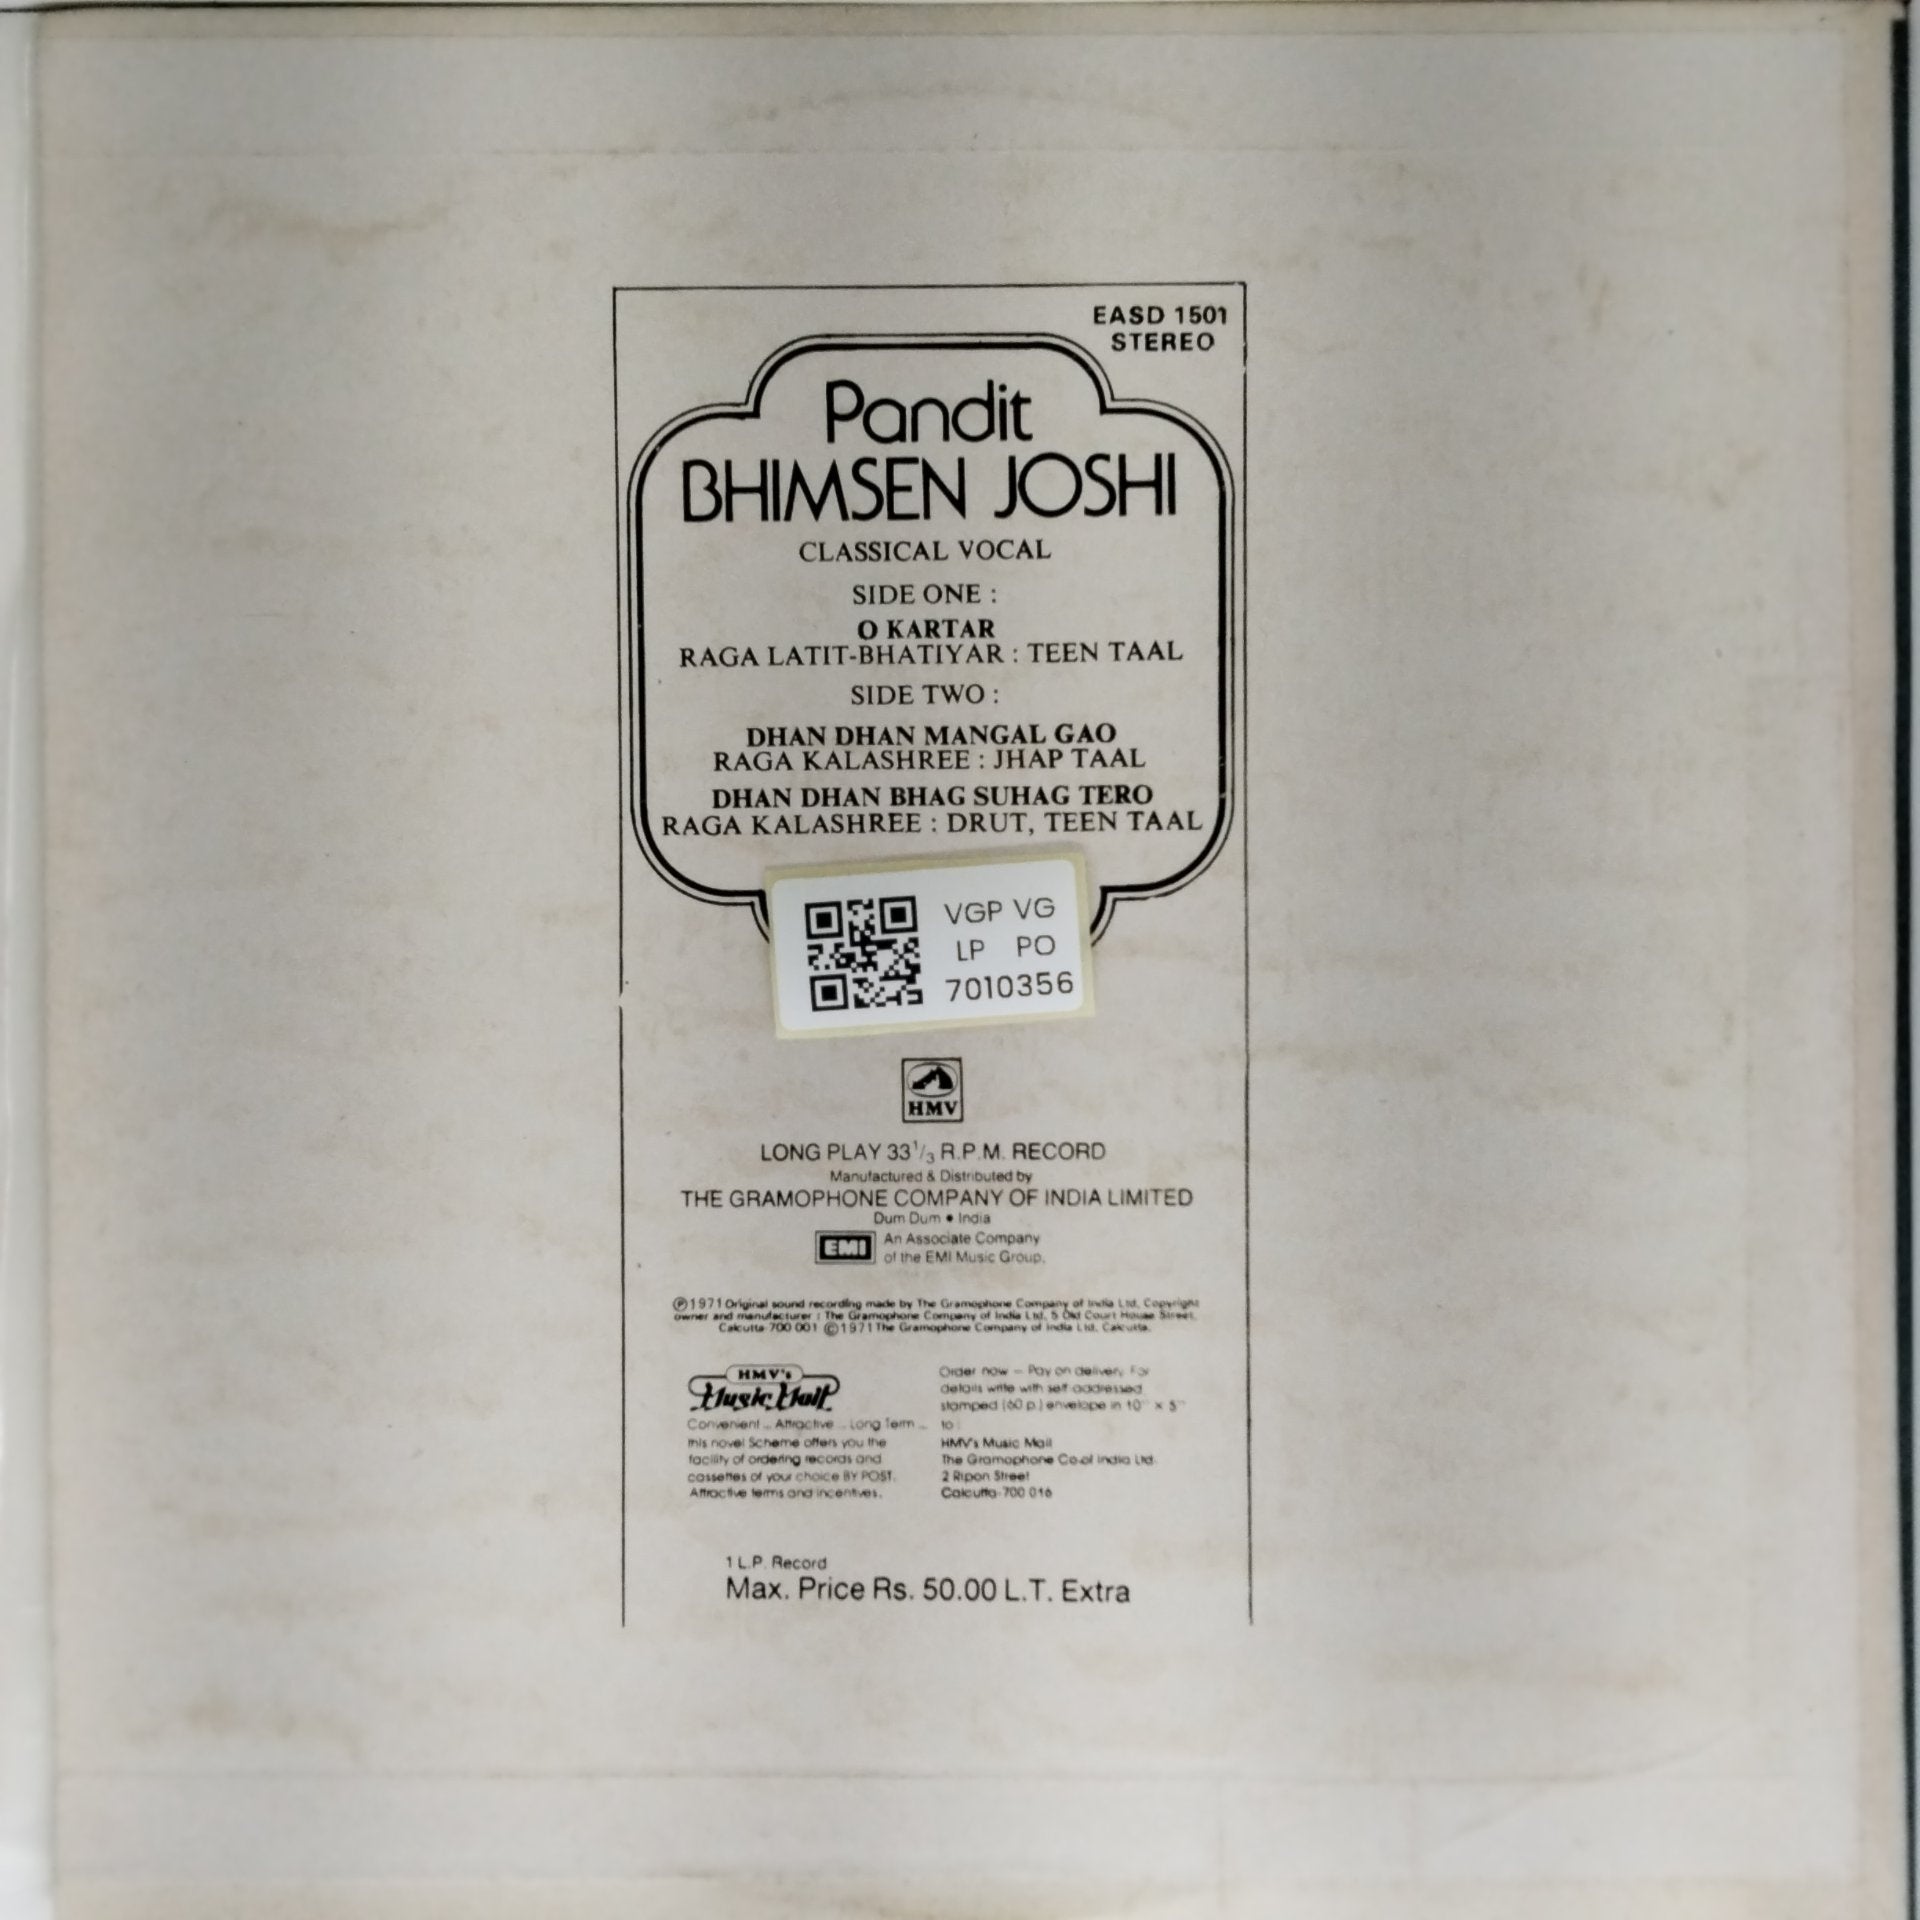 EASD 1501
STEREO
Pandit
BHIMSEN JOSHI
CLASSICAL VOCAL
SIDE ONE :
O KARTAR
RAGA LATIT-BHATIYAR : TEEN TAAL
SIDE TWO :
DHAN DHAN MANGAL GAO
RAGA KALASHREE : JHAP TAAL
DHAN DHAN BHAG SUHAG TERO
RAGA KALASHREE : DRUT, TEEN TAAL
VGP VG
LP PO
7010356
HMV
LONG PLAY 33 1/3 R.P.M. RECORD
Manufactured & Distributed by
THE GRAMOPHONE COMPANY OF INDIA LIMITED
Dum Dum • India
EMI
An Associate Company
of the EMI Music Group.
℗ 1971 Original sound recording made by The Gramophone Company of India Ltd. Copyright
owner and manufacturer : The Gramophone Company of India Ltd. 5 Old Court House Street,
Calcutta-700 001 © 1971 The Gramophone Company of India Ltd. Calcutta.
HMV's
Music Mail
Convenient... Attractive... Long Term...
this novel Scheme offers you the
facility of ordering records and
cassettes of your choice BY POST.
Attractive terms and incentives.
Order now – Pay on delivery. For
details write with self addressed
stamped (60 p.) envelope in 10" × 5"
to :
HMV's Music Mail
The Gramophone Co.of India Ltd.
2 Ripon Street
Calcutta-700 016
1 L.P. Record
Max. Price Rs. 50.00 L.T. Extra